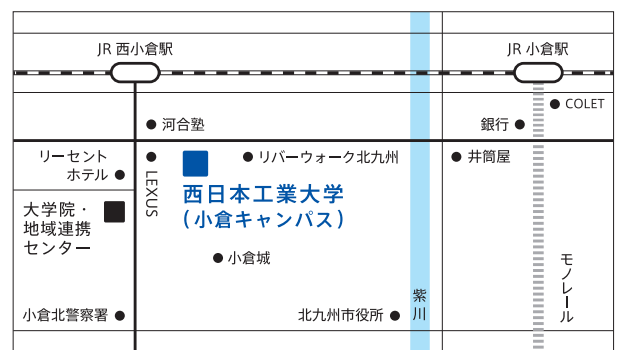 JR 西小倉駅
JR 小倉駅
COLET
河合塾
銀行
リーセント
ホテル
LEXUS
リバーウォーク北九州
井筒屋
西日本工業大学
(小倉キャンパス)
大学院・
地域連携
センター
小倉城
モノレール
紫川
小倉北警察署
北九州市役所